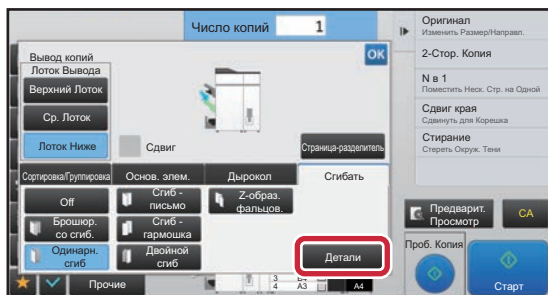 Число копий 1
Вывод копий
OK
Лоток Вывода
Верхний Лоток
Ср. Лоток
Лоток Ниже
Сдвиг
Страница-разделитель
Сортировка/Группировка
Основ. элем.
Дырокол
Сгибать
Off
Сгиб -
письмо
Z-образ.
фальцов.
Брошюр.
со сгиб.
Сгиб -
гармошка
Одинарн.
сгиб
Двойной
сгиб
Детали
Прочие
3
4 A3
A4
Оригинал
Изменить Размер/Направл.
2-Стор. Копия
N в 1
Поместить Неск. Стр. на Одной
Сдвиг края
Сдвинуть для Корешка
Стирание
Стереть Окруж. Тени
Предварит.
Просмотр
CA
Проб. Копия
Старт